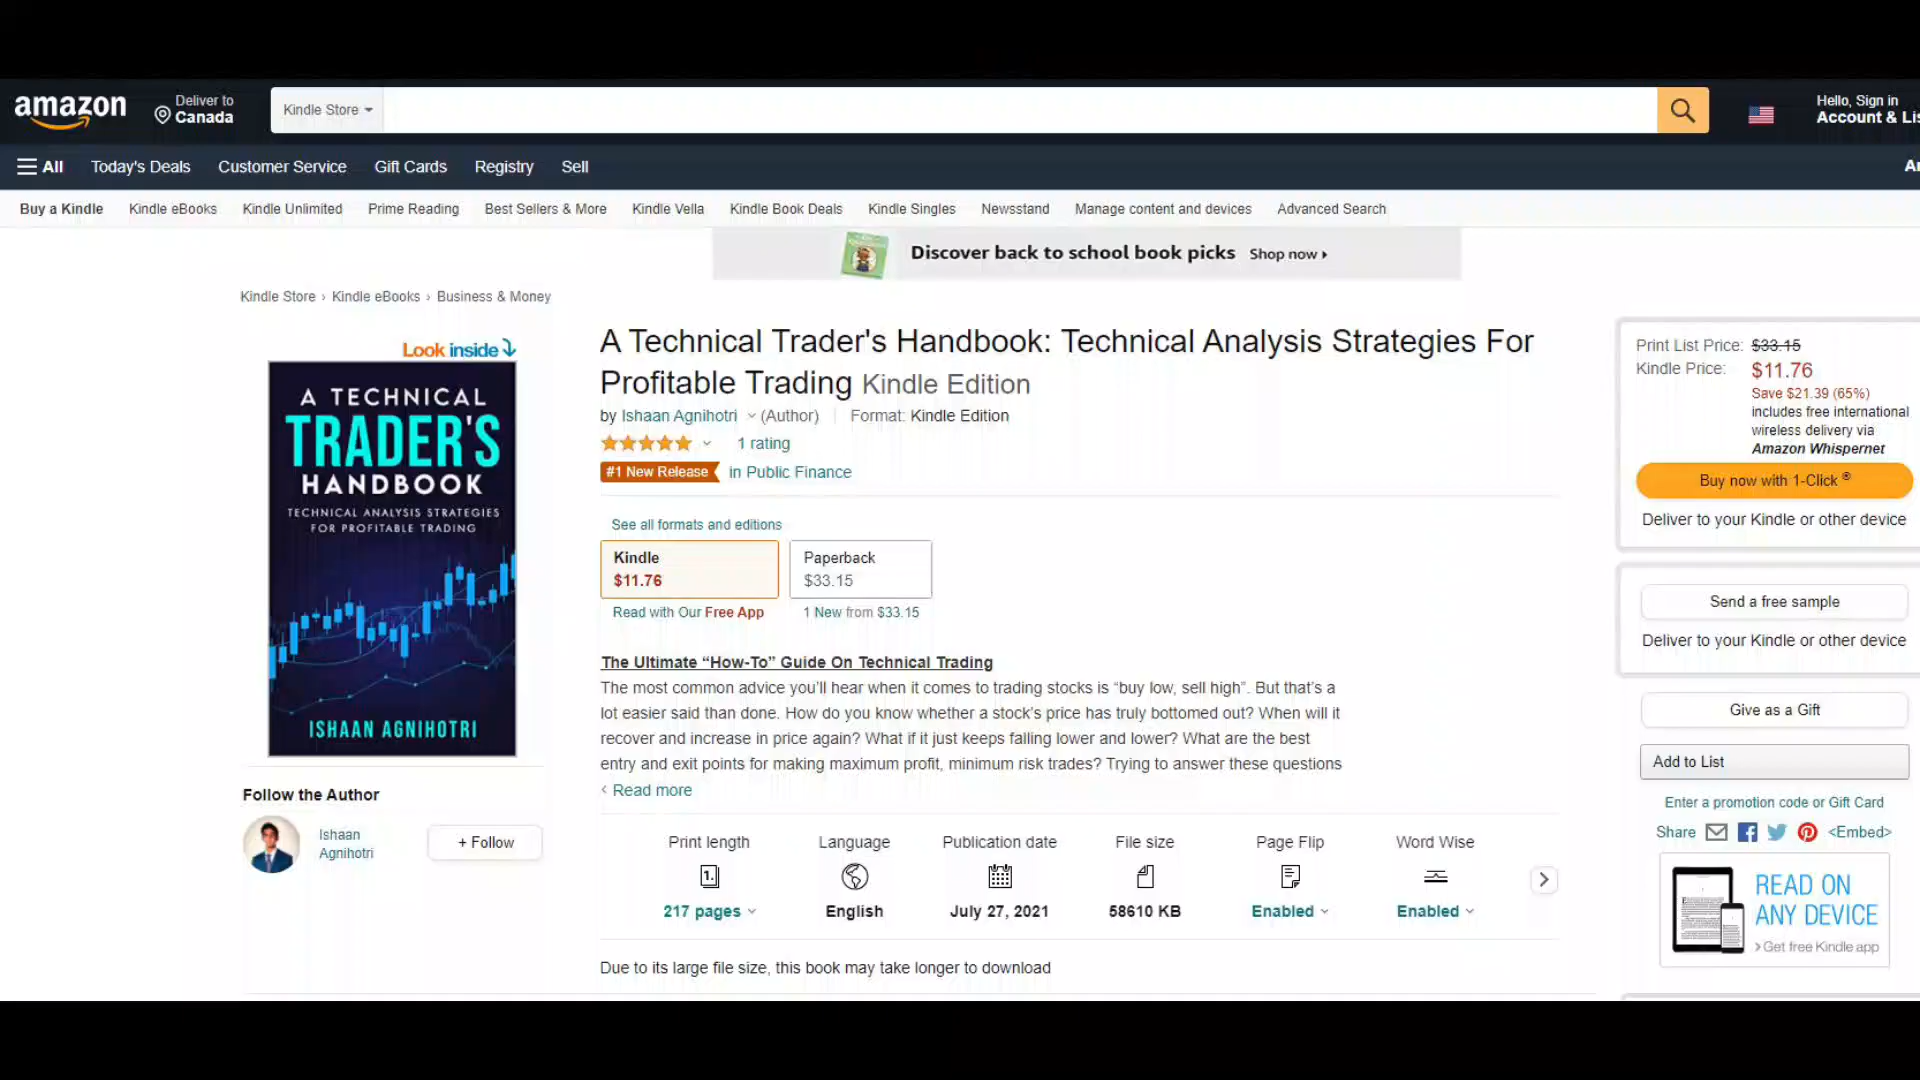 amazon
Deliver to
Canada
Kindle Store
Hello, Sign in
Account & Lis
All
Today's Deals
Customer Service
Gift Cards
Registry
Sell
Buy a Kindle
Kindle eBooks
Kindle Unlimited
Prime Reading
Best Sellers & More
Kindle Vella
Kindle Book Deals
Kindle Singles
Newsstand
Manage content and devices
Advanced Search
Discover back to school book picks Shop now
Kindle Store › Kindle eBooks › Business & Money
Look inside
A TECHNICAL
TRADER'S
HANDBOOK
TECHNICAL ANALYSIS STRATEGIES
FOR PROFITABLE TRADING
ISHAAN AGNIHOTRI
Follow the Author
Ishaan
Agnihotri
+ Follow
A Technical Trader's Handbook: Technical Analysis Strategies For
Profitable Trading Kindle Edition
by Ishaan Agnihotri (Author) Format: Kindle Edition
1 rating
#1 New Release in Public Finance
See all formats and editions
Kindle
$11.76
Read with Our Free App
Paperback
$33.15
1 New from $33.15
The Ultimate “How-To” Guide On Technical Trading
The most common advice you’ll hear when it comes to trading stocks is “buy low, sell high”. But that’s a
lot easier said than done. How do you know whether a stock’s price has truly bottomed out? When will it
recover and increase in price again? What if it just keeps falling lower and lower? What are the best
entry and exit points for making maximum profit, minimum risk trades? Trying to answer these questions
‹ Read more
Print length
1.
217 pages
Language
English
Publication date
July 27, 2021
File size
58610 KB
Page Flip
Enabled
Word Wise
Enabled
Due to its large file size, this book may take longer to download
Print List Price: $33.15
Kindle Price: $11.76
Save $21.39 (65%)
includes free international
wireless delivery via
Amazon Whispernet
Buy now with 1-Click ®
Deliver to your Kindle or other device
Send a free sample
Deliver to your Kindle or other device
Give as a Gift
Add to List
Enter a promotion code or Gift Card
Share
<Embed>
READ ON
ANY DEVICE
› Get free Kindle app